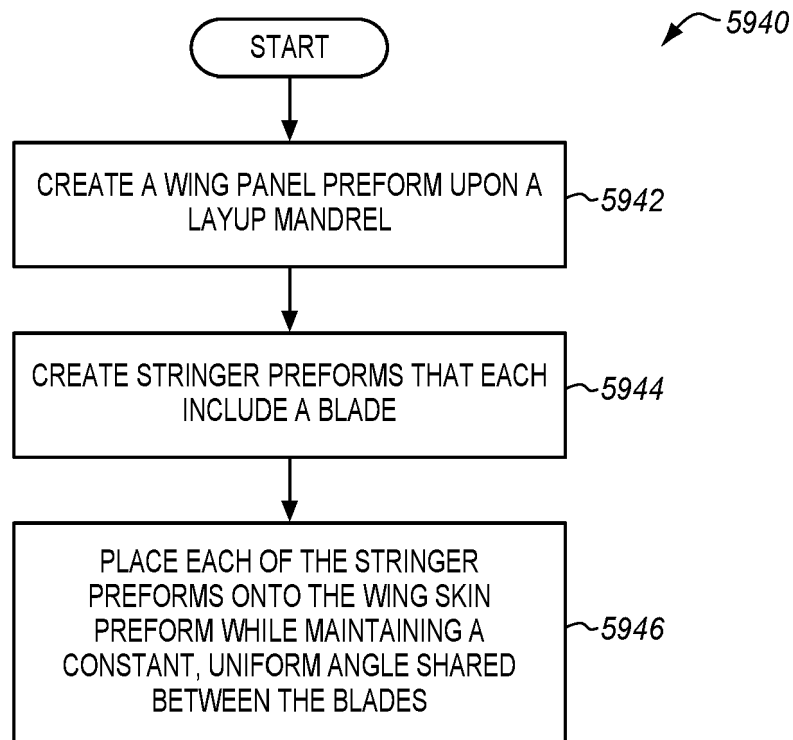 START
5940
CREATE A WING PANEL PREFORM UPON A
LAYUP MANDREL
5942
CREATE STRINGER PREFORMS THAT EACH
INCLUDE A BLADE
5944
PLACE EACH OF THE STRINGER
PREFORMS ONTO THE WING SKIN
PREFORM WHILE MAINTAINING A
CONSTANT, UNIFORM ANGLE SHARED
BETWEEN THE BLADES
5946